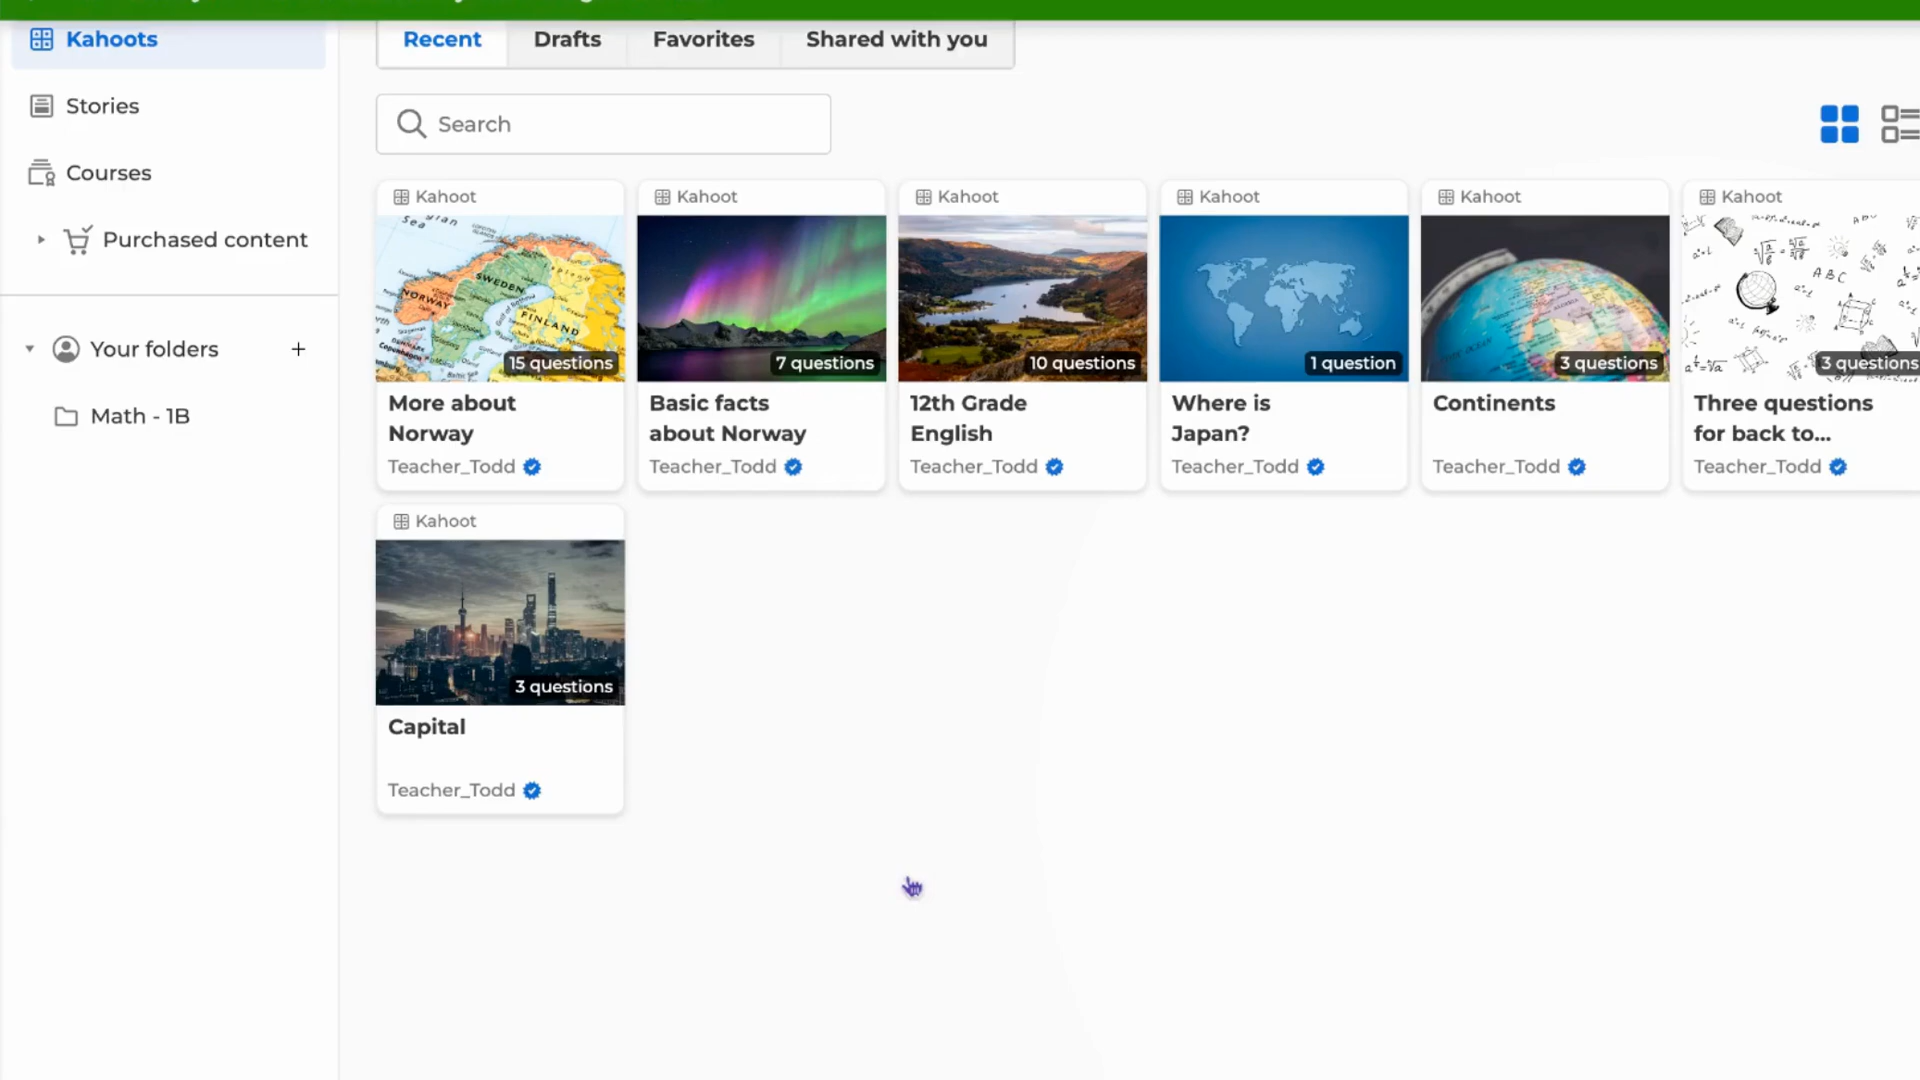 Kahoots
Recent
Drafts
Favorites
Shared with you
Stories
Courses
Purchased content
Your folders
+
Math - 1B
Search
Kahoot
SWEDEN
NORWAY
FINLAND
15 questions
More about
Norway
Teacher_Todd
Kahoot
7 questions
Basic facts
about Norway
Teacher_Todd
Kahoot
10 questions
12th Grade
English
Teacher_Todd
Kahoot
1 question
Where is
Japan?
Teacher_Todd
Kahoot
3 questions
Continents
Teacher_Todd
Kahoot
A B C
3 questions
Three questions
for back to...
Teacher_Todd
Kahoot
3 questions
Capital
Teacher_Todd